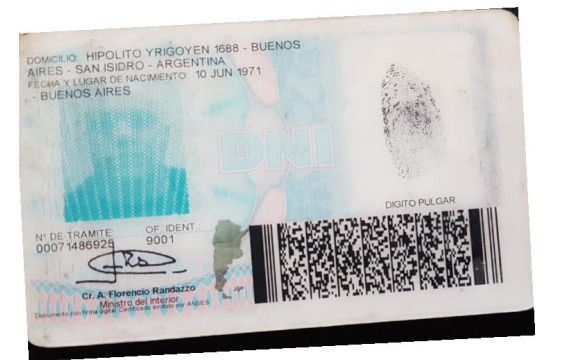 DOMICILIO: HIPOLITO YRIGOYEN 1688 - BUENOS
AIRES - SAN ISIDRO - ARGENTINA
FECHA Y LUGAR DE NACIMIENTO: 10 JUN 1971
- BUENOS AIRES
DNI
DIGITO PULGAR
Nº DE TRAMITE
OF. IDENT.
00071486925
9001
Cr. A. Florencio Randazzo
Ministro del Interior
Documento con firma digital. Certificado emitido por ANSES